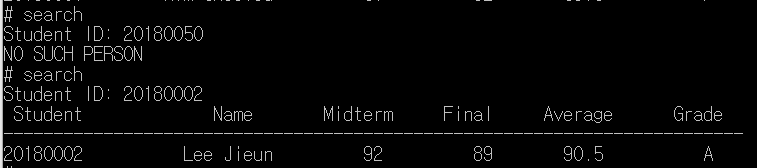 # search
Student ID: 20180050
NO SUCH PERSON
# search
Student ID: 20180002
Student Name Midterm Final Average Grade
--------------------------------------------------------------------------------------------
20180002 Lee Jieun 92 89 90.5 A